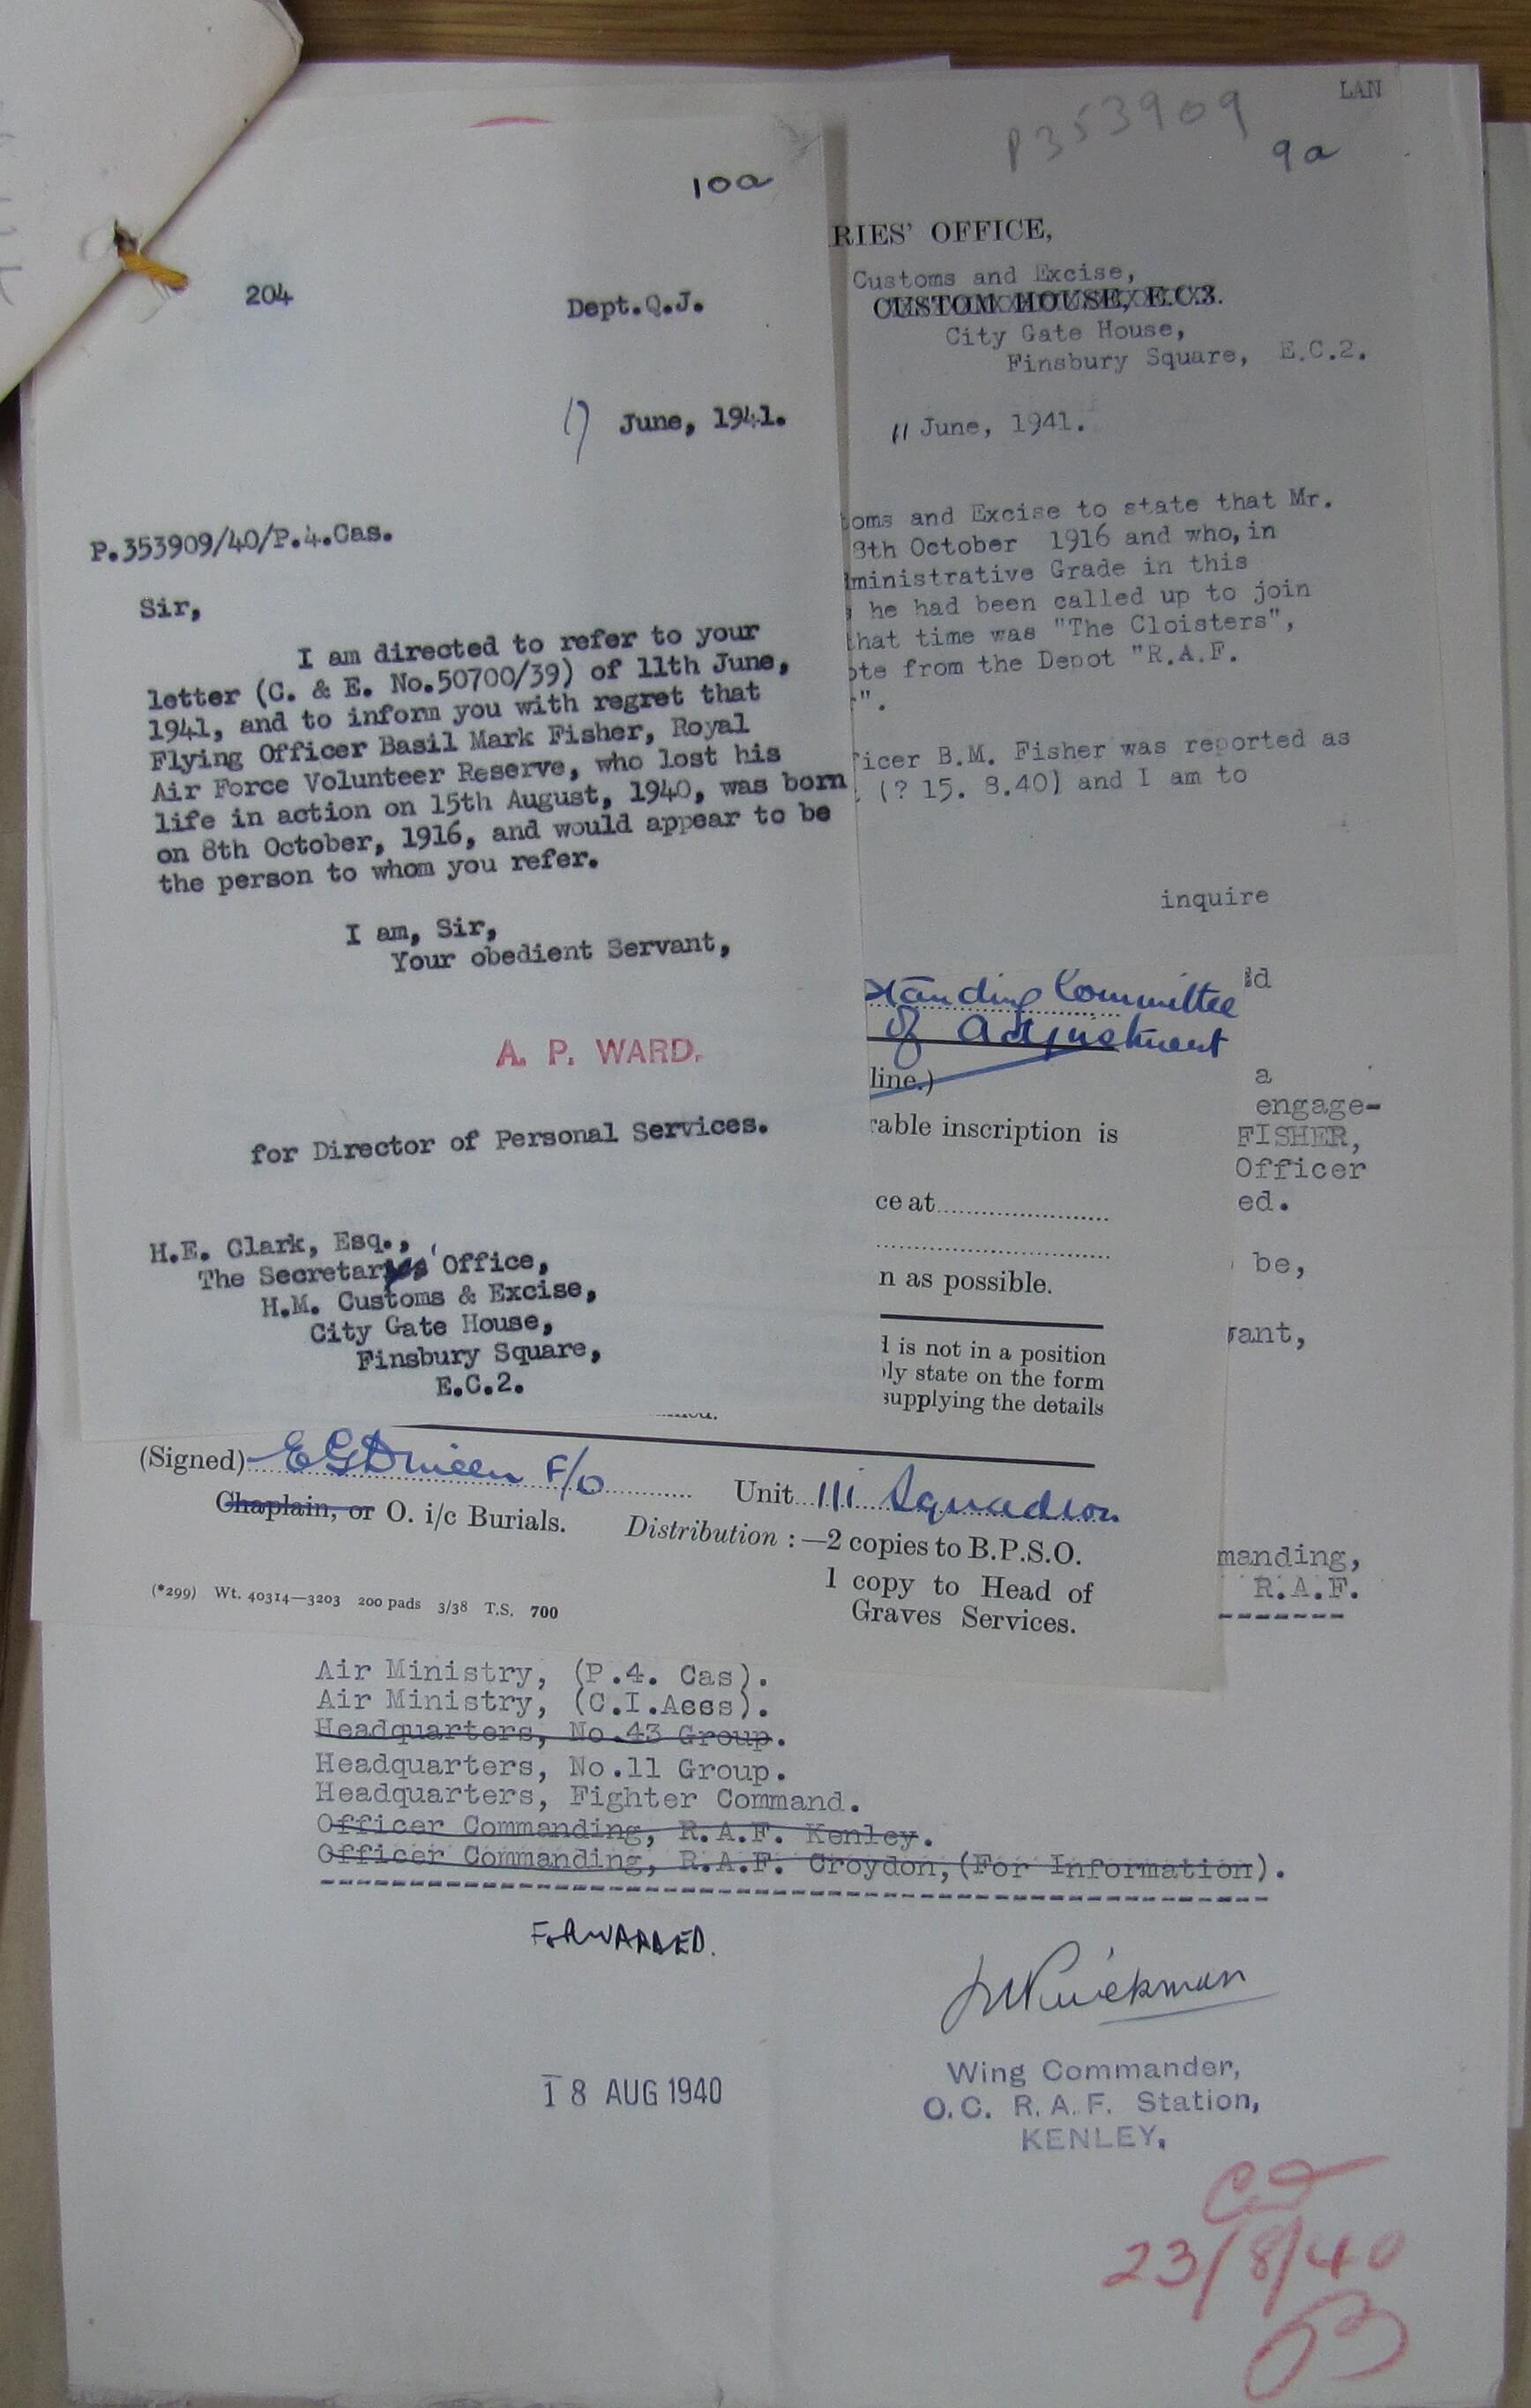 LAN
P353909
9a
10a
204
Dept.Q.J.
17 June, 1941.
P.353909/40/P.4.Cas.
Sir,
I am directed to refer to your
letter (C. & E. No.50700/39) of 11th June,
1941, and to inform you with regret that
Flying Officer Basil Mark Fisher, Royal
Air Force Volunteer Reserve, who lost his
life in action on 15th August, 1940, was born
on 8th October, 1916, and would appear to be
the person to whom you refer.
I am, Sir,
Your obedient Servant,
A. P. WARD.
for Director of Personal Services.
H.E. Clark, Esq.,
The Secretaries' Office,
H.M. Customs & Excise,
City Gate House,
Finsbury Square,
E.C.2.
RIES' OFFICE,
Customs and Excise,
CUSTOM HOUSE, E.C.3.
City Gate House,
Finsbury Square, E.C.2.
11 June, 1941.
toms and Excise to state that Mr.
8th October 1916 and who, in
ministrative Grade in this
he had been called up to join
that time was "The Cloisters",
ote from the Depot "R.A.F.
".
ficer B.M. Fisher was reported as
(? 15. 8.40) and I am to
inquire
Standing Committee
of Adjustment
line.)
rable inscription is
ce at
n as possible.
d is not in a position
ly state on the form
supplying the details
a
engage-
FISHER,
Officer
ed.
be,
vant,
manding,
R.A.F.
(Signed) F/O
Unit 111 Squadron
Chaplain, or O. i/c Burials.
Distribution :—2 copies to B.P.S.O.
1 copy to Head of
Graves Services.
(*299) Wt. 40314—3203 200 pads 3/38 T.S. 700
Air Ministry, (P.4. Cas).
Air Ministry, (C.I.Accs).
Headquarters, No.43 Group.
Headquarters, No.11 Group.
Headquarters, Fighter Command.
Officer Commanding, R.A.F. Kenley.
Officer Commanding, R.A.F. Croydon,(For Information).
FORWARDED.
18 AUG 1940
Wing Commander,
O.C. R.A.F. Station,
KENLEY.
23/8/40